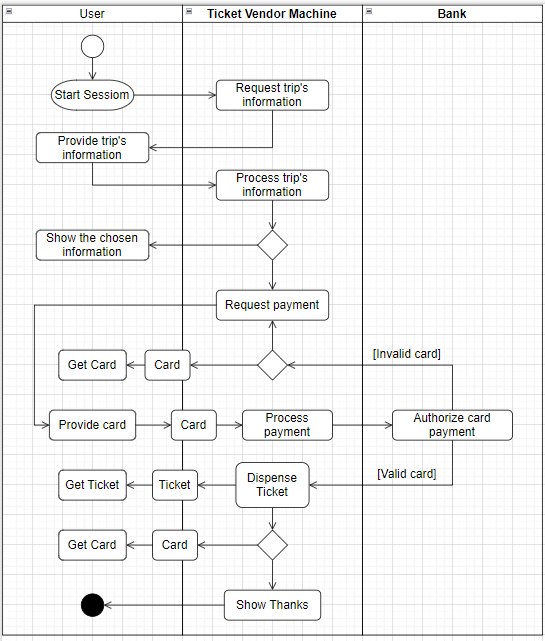 User
Ticket Vendor Machine
Bank
Start Sessiom
Request trip's
information
Provide trip's
information
Process trip's
information
Show the chosen
information
Request payment
[Invalid card]
Get Card
Card
Provide card
Card
Process
payment
Authorize card
payment
[Valid card]
Get Ticket
Ticket
Dispense
Ticket
Get Card
Card
Show Thanks